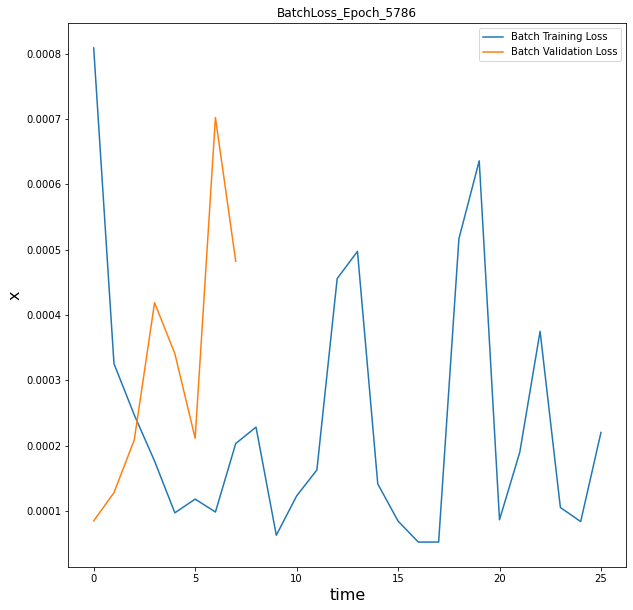 BatchLoss_Epoch_5786
Batch Training Loss
Batch Validation Loss
0.0008
0.0007
0.0006
0.0005
0.0004
0.0003
0.0002
0.0001
x
0 5 10 15 20 25
time